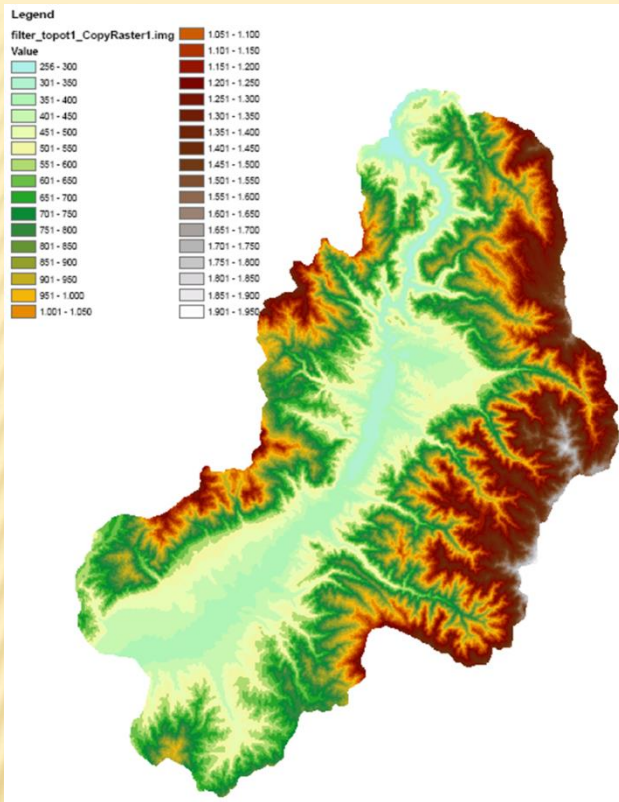 Legend
filter_topot1_CopyRaster1.img
Value
256 - 300
301 - 350
351 - 400
401 - 450
451 - 500
501 - 550
551 - 600
601 - 650
651 - 700
701 - 750
751 - 800
801 - 850
851 - 900
901 - 950
951 - 1.000
1.001 - 1.050
1.051 - 1.100
1.101 - 1.150
1.151 - 1.200
1.201 - 1.250
1.251 - 1.300
1.301 - 1.350
1.351 - 1.400
1.401 - 1.450
1.451 - 1.500
1.501 - 1.550
1.551 - 1.600
1.601 - 1.650
1.651 - 1.700
1.701 - 1.750
1.751 - 1.800
1.801 - 1.850
1.851 - 1.900
1.901 - 1.950